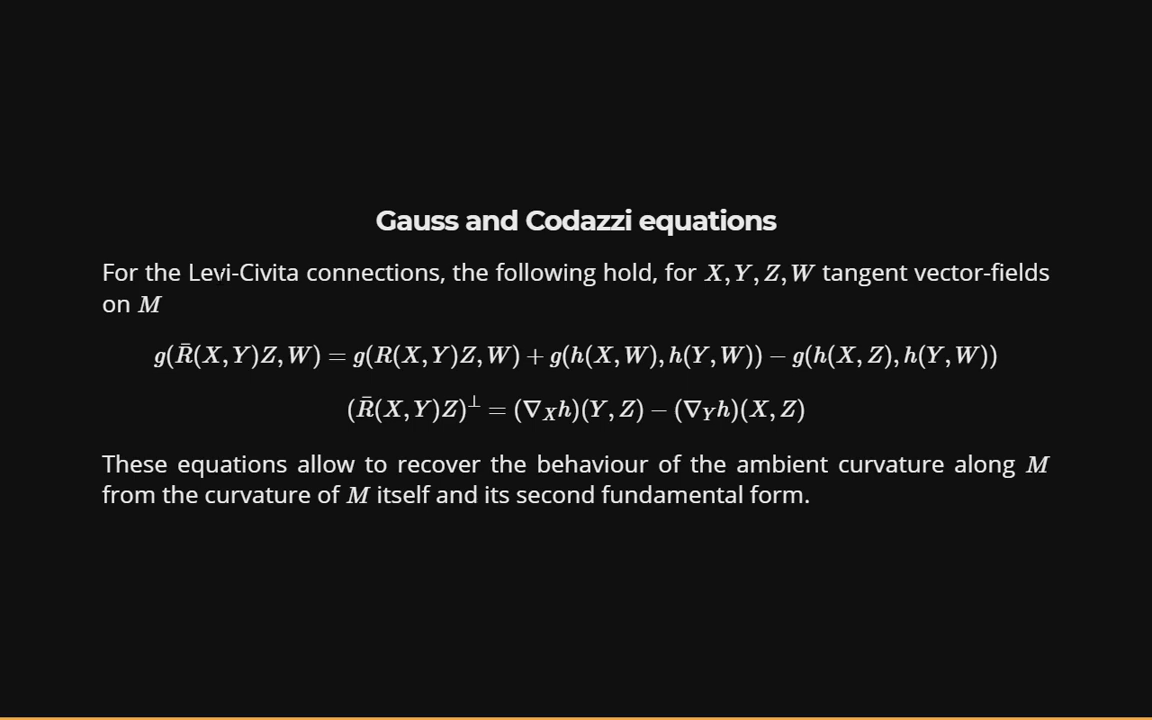 Gauss and Codazzi equations
For the Levi-Civita connections, the following hold, for X, Y, Z, W tangent vector-fields
on M
g(R̄(X, Y)Z, W) = g(R(X, Y)Z, W) + g(h(X, W), h(Y, W)) − g(h(X, Z), h(Y, W))
(R̄(X, Y)Z)⊥ = (∇_X h)(Y, Z) − (∇_Y h)(X, Z)
These equations allow to recover the behaviour of the ambient curvature along M
from the curvature of M itself and its second fundamental form.